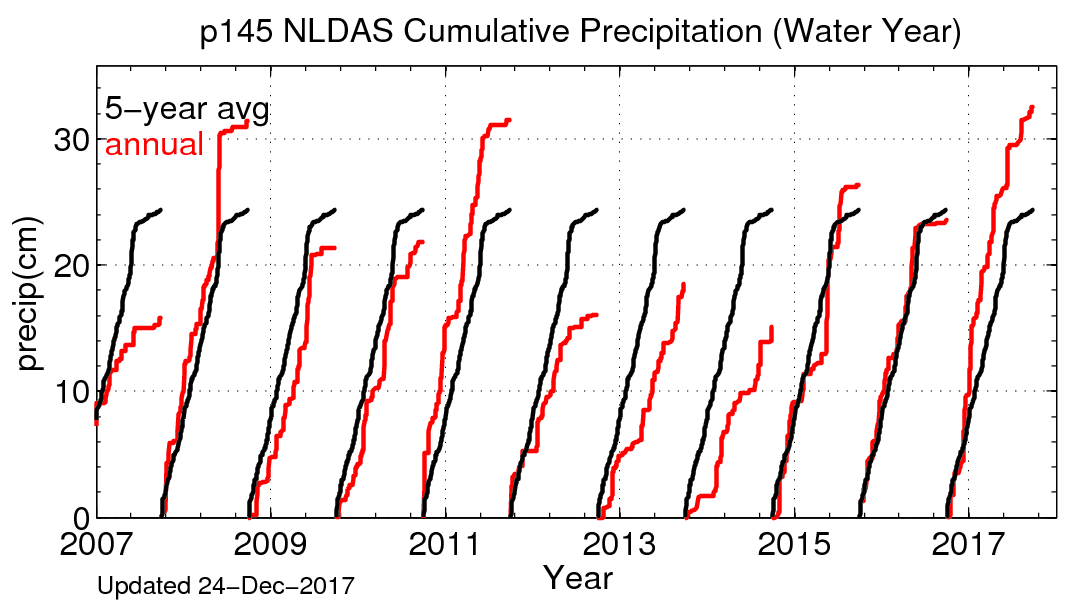 p145 NLDAS Cumulative Precipitation (Water Year)
5−year avg
annual
30
20
10
0
precip(cm)
2007 2009 2011 2013 2015 2017
Year
Updated 24−Dec−2017